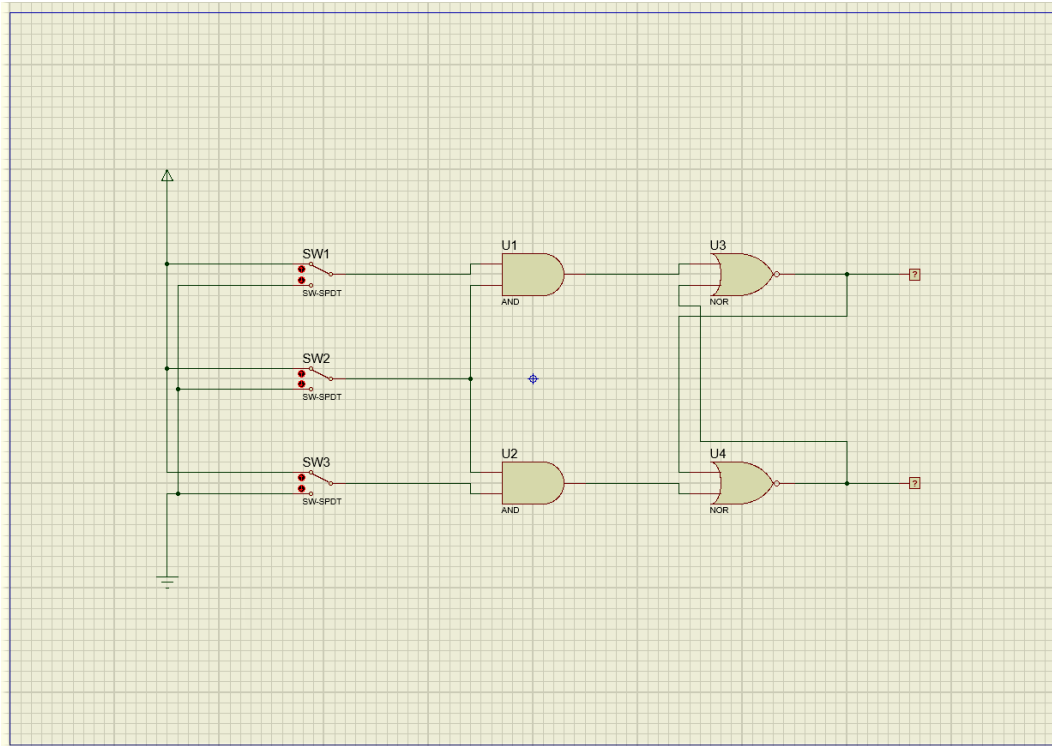 SW1
SW-SPDT
U1
AND
U3
NOR
?
SW2
SW-SPDT
SW3
SW-SPDT
U2
AND
U4
NOR
?